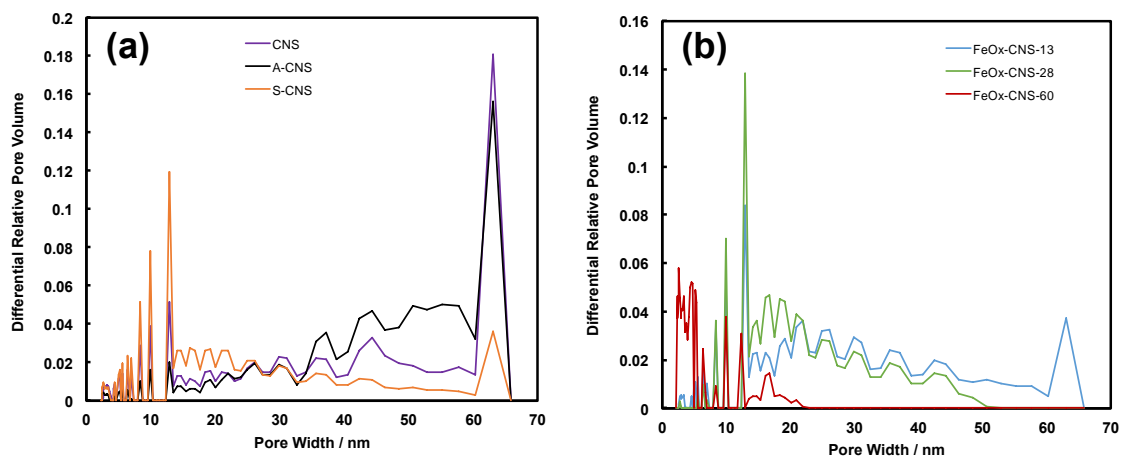 (a)
CNS
A-CNS
S-CNS
Differential Relative Pore Volume
0.2
0.18
0.16
0.14
0.12
0.1
0.08
0.06
0.04
0.02
0
0 10 20 30 40 50 60 70
Pore Width / nm
(b)
FeOx-CNS-13
FeOx-CNS-28
FeOx-CNS-60
Differential Relative Pore Volume
0.16
0.14
0.12
0.1
0.08
0.06
0.04
0.02
0
0 10 20 30 40 50 60 70
Pore Width / nm